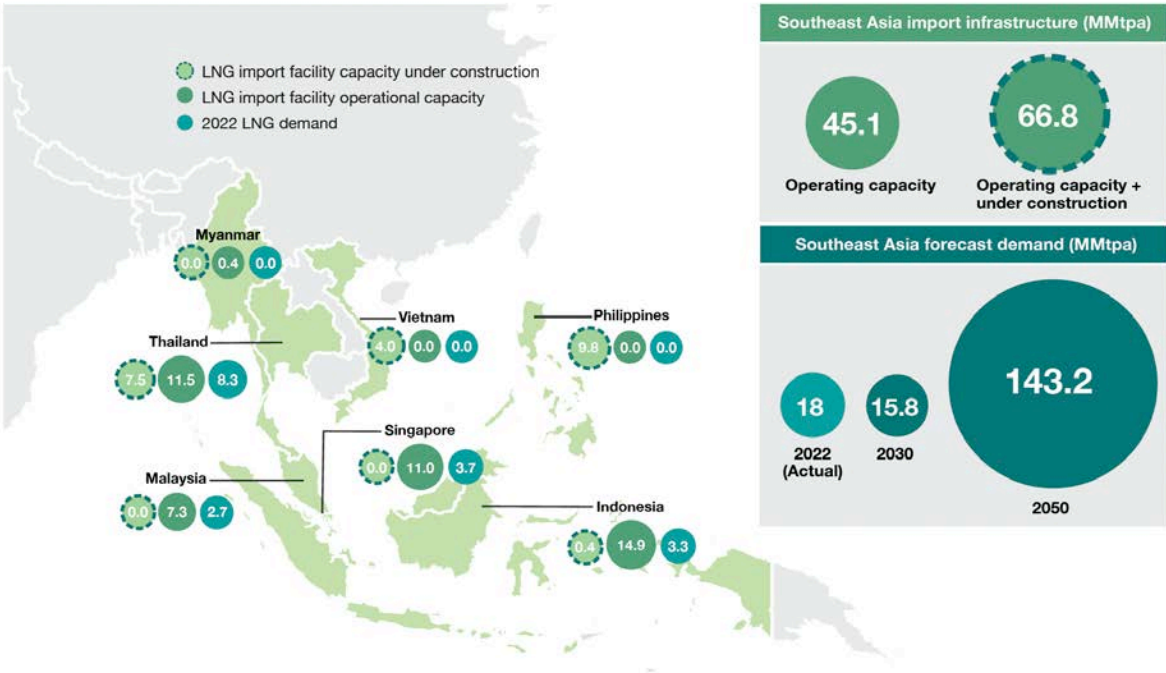 LNG import facility capacity under construction
LNG import facility operational capacity
2022 LNG demand
Myanmar
0.0 0.4 0.0
Vietnam
4.0 0.0 0.0
Philippines
9.8 0.0 0.0
Thailand
7.5 11.5 8.3
Singapore
0.0 11.0 3.7
Malaysia
0.0 7.3 2.7
Indonesia
0.4 14.9 3.3
Southeast Asia import infrastructure (MMtpa)
45.1
Operating capacity
66.8
Operating capacity +
under construction
Southeast Asia forecast demand (MMtpa)
18
2022
(Actual)
15.8
2030
143.2
2050